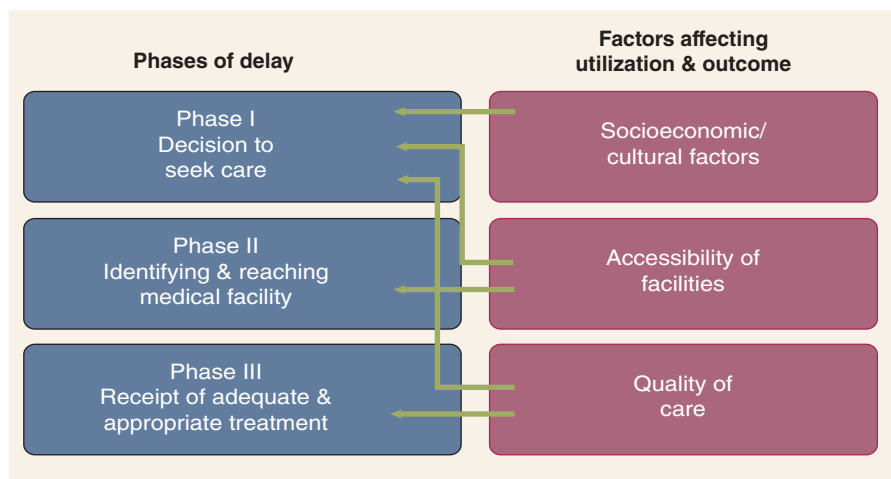 Phases of delay
Factors affecting
utilization & outcome
Phase I
Decision to
seek care
Socioeconomic/
cultural factors
Phase II
Identifying & reaching
medical facility
Accessibility of
facilities
Phase III
Receipt of adequate &
appropriate treatment
Quality of
care